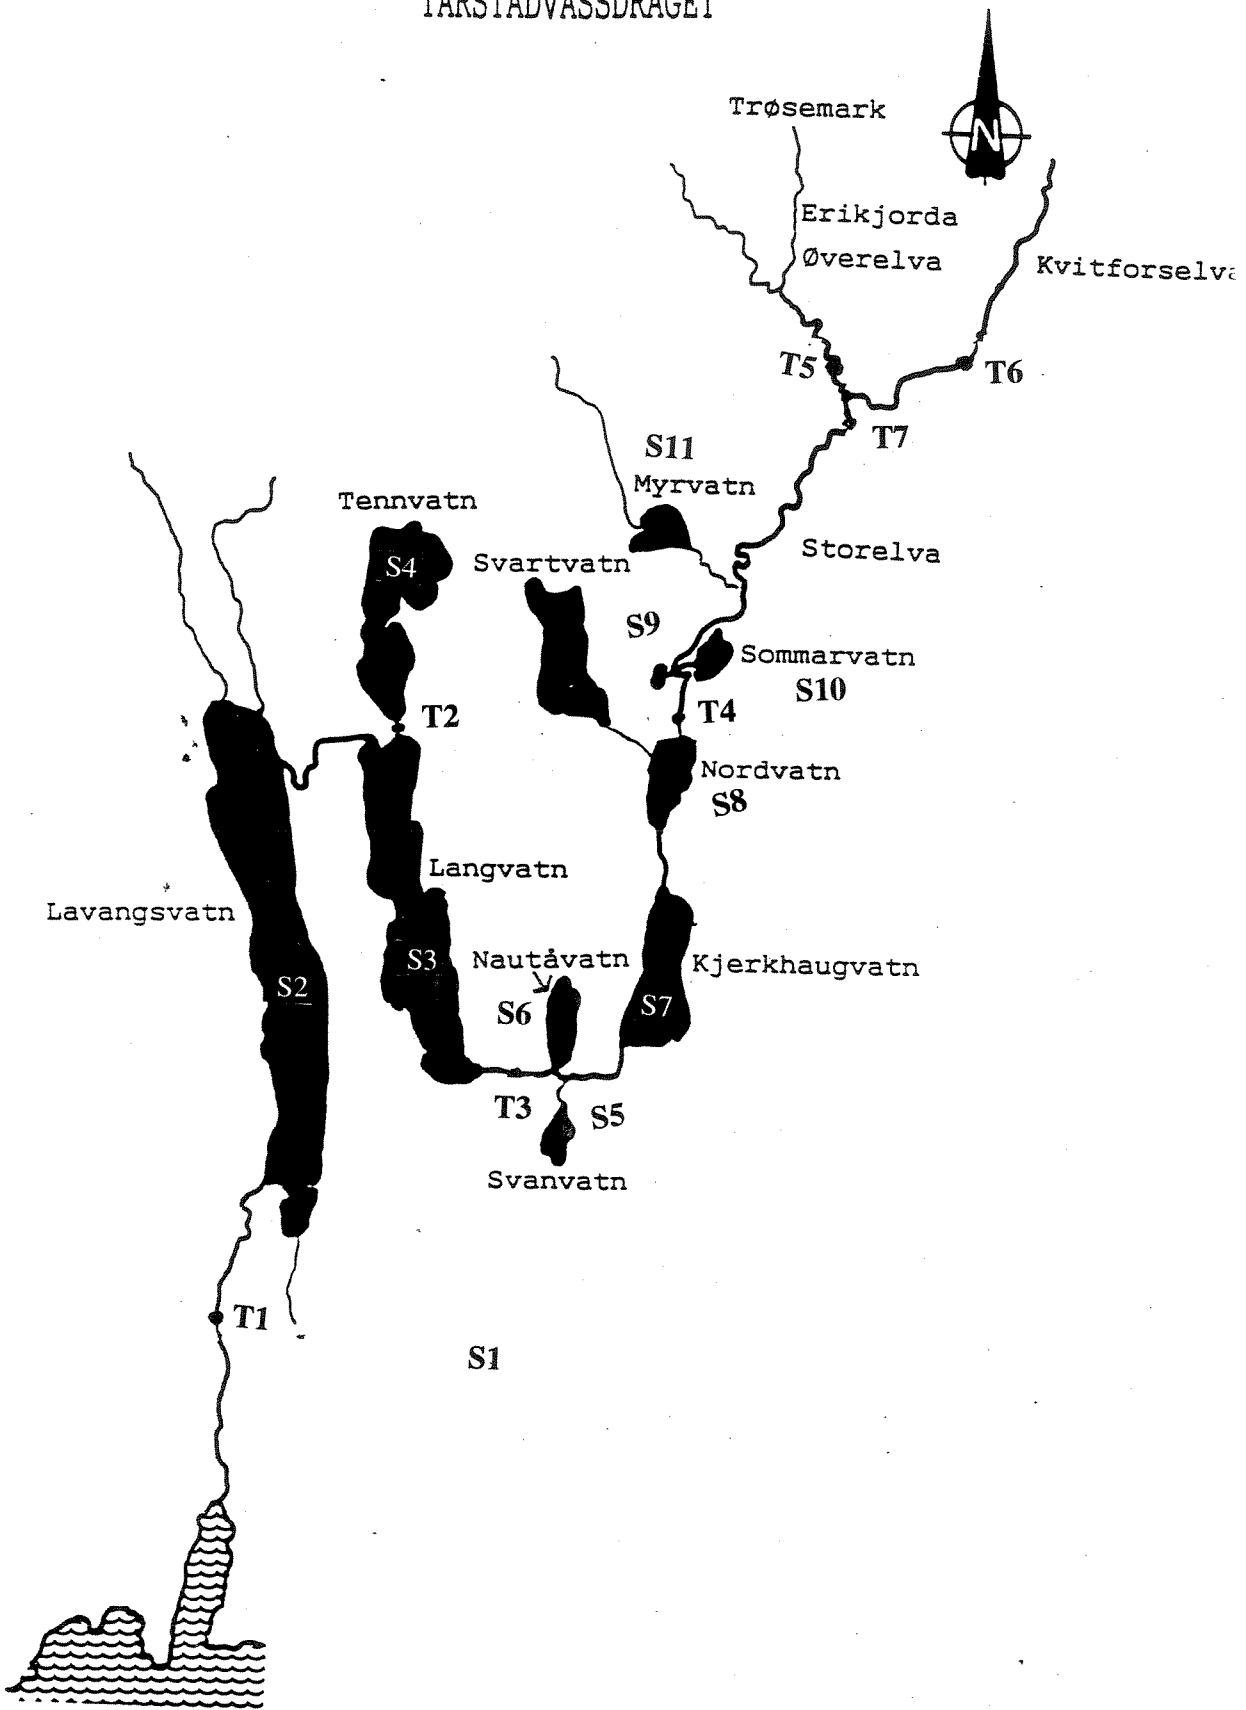 TÅRSTADVASSDRAGET
Trøsemark
N
Erikjorda
Øverelva
Kvitforselva
T5
T6
T7
S11
Myrvatn
Tennvatn
Storelva
S4
Svartvatn
S9
Sommarvatn
S10
T2
T4
Nordvatn
S8
Langvatn
Lavangsvatn
S3
Nautåvatn
Kjerkhaugvatn
S2
S6
S7
T3
S5
Svanvatn
T1
S1